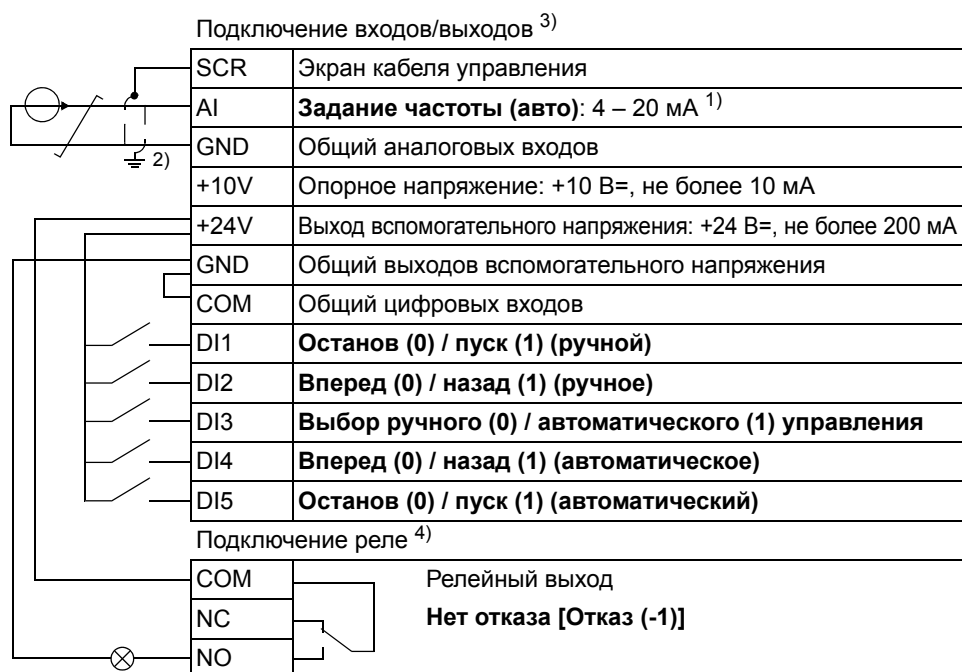 Подключение входов/выходов 3)
SCR Экран кабеля управления
AI Задание частоты (авто): 4 – 20 мА 1)
GND Общий аналоговых входов
2)
+10V Опорное напряжение: +10 В=, не более 10 мА
+24V Выход вспомогательного напряжения: +24 В=, не более 200 мА
GND Общий выходов вспомогательного напряжения
COM Общий цифровых входов
DI1 Останов (0) / пуск (1) (ручной)
DI2 Вперед (0) / назад (1) (ручное)
DI3 Выбор ручного (0) / автоматического (1) управления
DI4 Вперед (0) / назад (1) (автоматическое)
DI5 Останов (0) / пуск (1) (автоматический)
Подключение реле 4)
COM Релейный выход
NC Нет отказа [Отказ (-1)]
NO